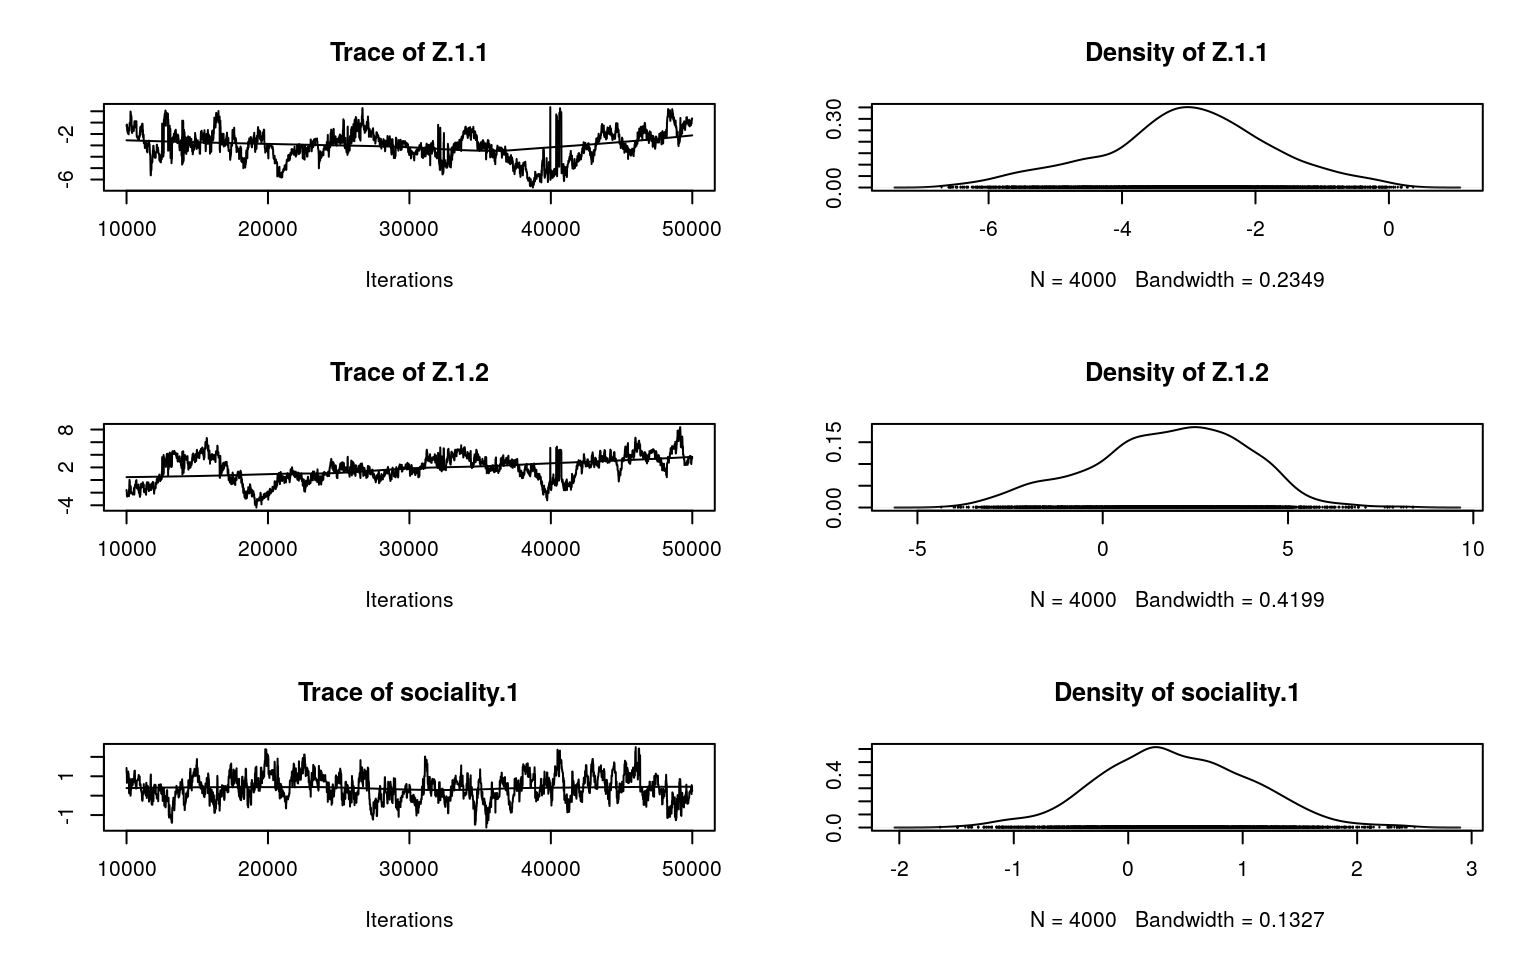 Trace of Z.1.1
-2
-6
10000 20000 30000 40000 50000
Iterations
Density of Z.1.1
0.30
0.00
-6 -4 -2 0
N = 4000 Bandwidth = 0.2349
Trace of Z.1.2
8
2
-4
10000 20000 30000 40000 50000
Iterations
Density of Z.1.2
0.15
0.00
-5 0 5 10
N = 4000 Bandwidth = 0.4199
Trace of sociality.1
1
-1
10000 20000 30000 40000 50000
Iterations
Density of sociality.1
0.4
0.0
-2 -1 0 1 2 3
N = 4000 Bandwidth = 0.1327